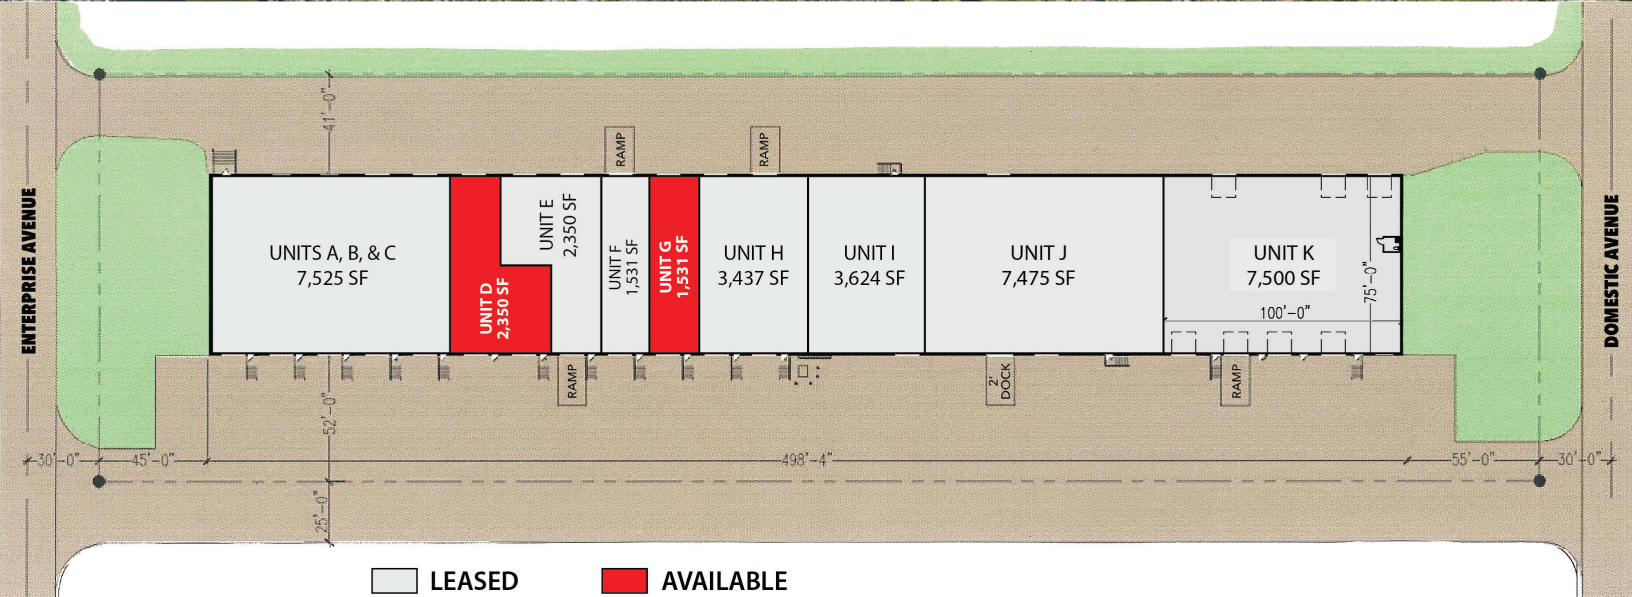 41'-0"
RAMP
RAMP
ENTERPRISE AVENUE
UNITS A, B, & C
7,525 SF
UNIT D
2,350 SF
UNIT E
2,350 SF
UNIT F
1,531 SF
UNIT G
1,531 SF
UNIT H
3,437 SF
UNIT I
3,624 SF
UNIT J
7,475 SF
UNIT K
7,500 SF
75'-0"
100'-0"
DOMESTIC AVENUE
RAMP
2'
DOCK
RAMP
52'-0"
30'-0"
45'-0"
498'-4"
55'-0"
30'-0"
25'-0"
LEASED
AVAILABLE